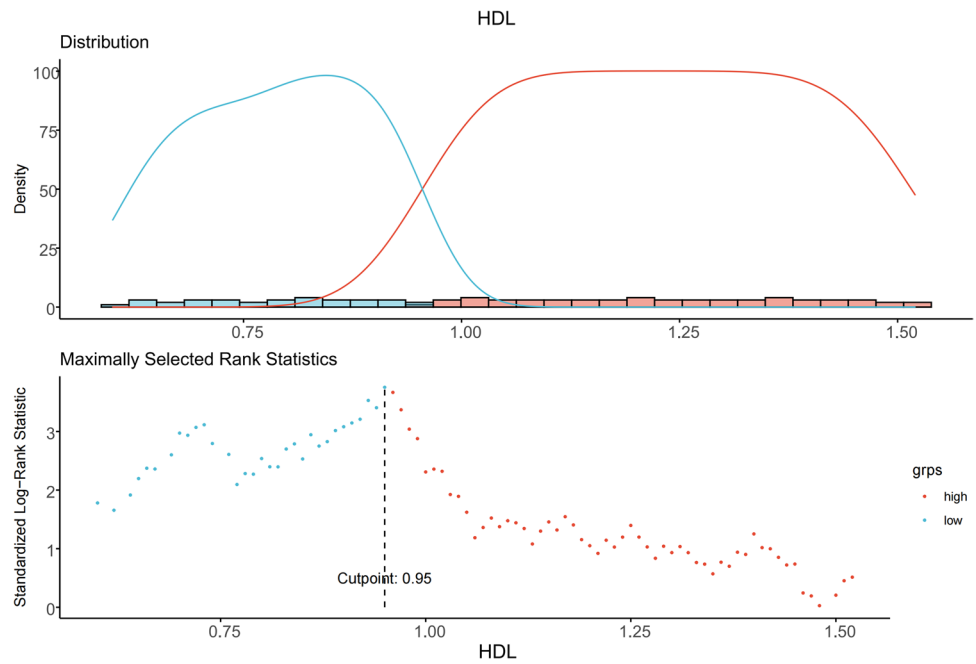 HDL
Distribution
Density
100
75
50
25
0
0.75 1.00 1.25 1.50
Maximally Selected Rank Statistics
Standardized Log−Rank Statistic
3
2
1
0
Cutpoint: 0.95
0.75 1.00 1.25 1.50
HDL
grps
high
low